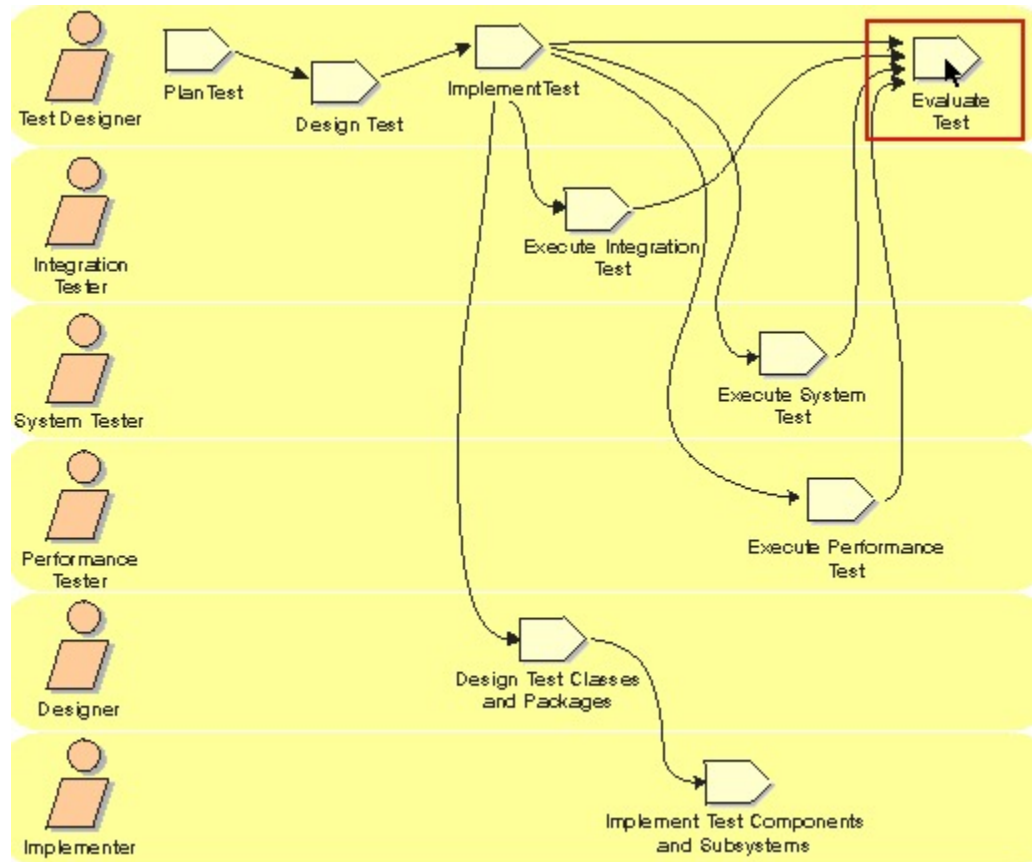 Plan Test
Design Test
Implement Test
Evaluate
Test
Test Designer
Execute Integration
Test
Integration
Tester
Execute System
Test
System Tester
Execute Performance
Test
Performance
Tester
Design Test Classes
and Packages
Designer
Implement Test Components
and Subsystems
Implementer